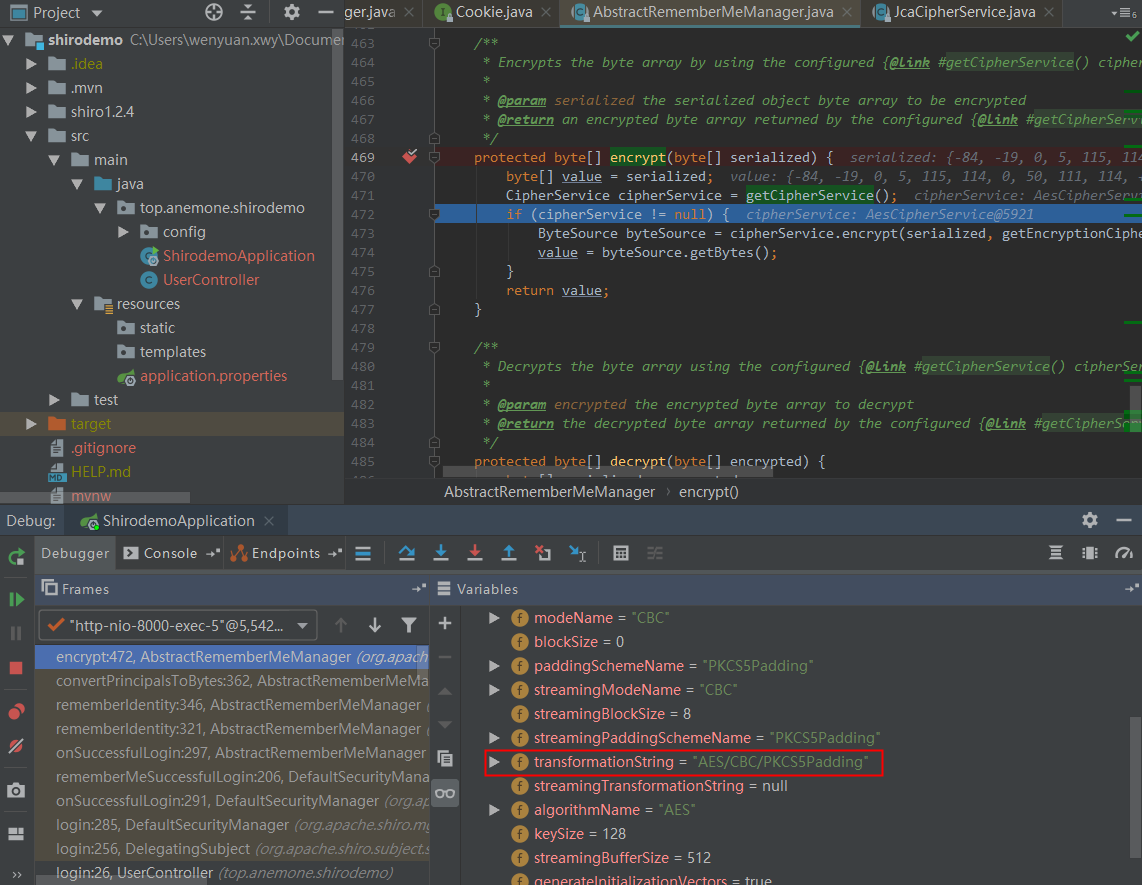 Project
ger.java
Cookie.java
AbstractRememberMeManager.java
JcaCipherService.java
6
shirodemo C:\Users\wenyuan.xwy\Docume
.idea
.mvn
shiro1.2.4
src
main
java
top.anemone.shirodemo
config
ShirodemoApplication
UserController
resources
static
templates
application.properties
test
target
.gitignore
HELP.md
mvnw
463 /**
464 * Encrypts the byte array by using the configured {@link #getCipherService() cipher
465 *
466 * @param serialized the serialized object byte array to be encrypted
467 * @return an encrypted byte array returned by the configured {@link #getCipherServi
468 */
469 protected byte[] encrypt(byte[] serialized) { serialized: {-84, -19, 0, 5, 115, 114
470 byte[] value = serialized; value: {-84, -19, 0, 5, 115, 114, 0, 50, 111, 114,
471 CipherService cipherService = getCipherService(); cipherService: AesCipherServ
472 if (cipherService != null) { cipherService: AesCipherService@5921
473 ByteSource byteSource = cipherService.encrypt(serialized, getEncryptionCiphe
474 value = byteSource.getBytes();
475 }
476 return value;
477 }
478
479 /**
480 * Decrypts the byte array using the configured {@link #getCipherService() cipherSer
481 *
482 * @param encrypted the encrypted byte array to decrypt
483 * @return the decrypted byte array returned by the configured {@link #getCipherSer
484 */
485 protected byte[] decrypt(byte[] encrypted) {
AbstractRememberMeManager › encrypt()
Debug: ShirodemoApplication
Debugger Console Endpoints
Frames
"http-nio-8000-exec-5"@5,542...
encrypt:472, AbstractRememberMeManager (org.apach
convertPrincipalsToBytes:362, AbstractRememberMeMa
rememberIdentity:346, AbstractRememberMeManager
rememberIdentity:321, AbstractRememberMeManager
onSuccessfulLogin:297, AbstractRememberMeManager
rememberMeSuccessfulLogin:206, DefaultSecurityMana
onSuccessfulLogin:291, DefaultSecurityManager (org.ap
login:285, DefaultSecurityManager (org.apache.shiro.mg
login:256, DelegatingSubject (org.apache.shiro.subject.s
login:26, UserController (top.anemone.shirodemo)
Variables
modeName = "CBC"
blockSize = 0
paddingSchemeName = "PKCS5Padding"
streamingModeName = "CBC"
streamingBlockSize = 8
streamingPaddingSchemeName = "PKCS5Padding"
transformationString = "AES/CBC/PKCS5Padding"
streamingTransformationString = null
algorithmName = "AES"
keySize = 128
streamingBufferSize = 512
generateInitializationVectors = true